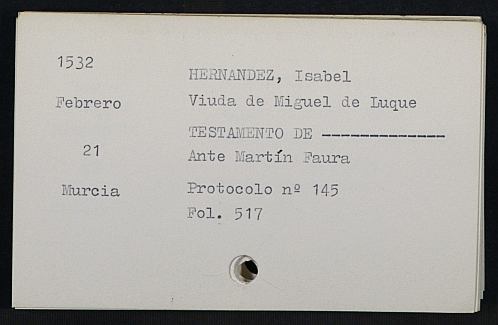 1532
HERNANDEZ, Isabel
Febrero
Viuda de Miguel de Luque
TESTAMENTO DE -------------
21
Ante Martín Faura
Murcia
Protocolo nº 145
Fol. 517